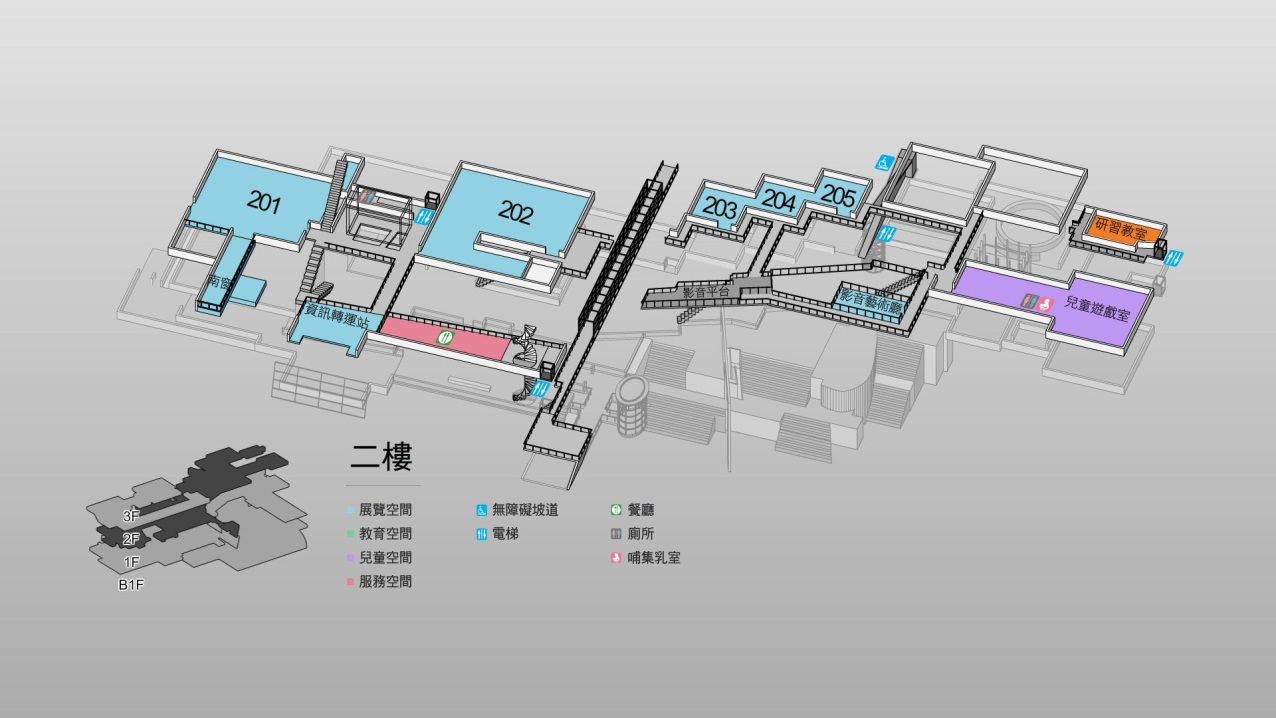 201
202
203
204
205
研習教室
南窗
資訊轉運站
影音平台
影音藝術廳
兒童遊戲室
二樓
3F
2F
1F
B1F
展覽空間
教育空間
兒童空間
服務空間
無障礙坡道
電梯
餐廳
廁所
哺集乳室